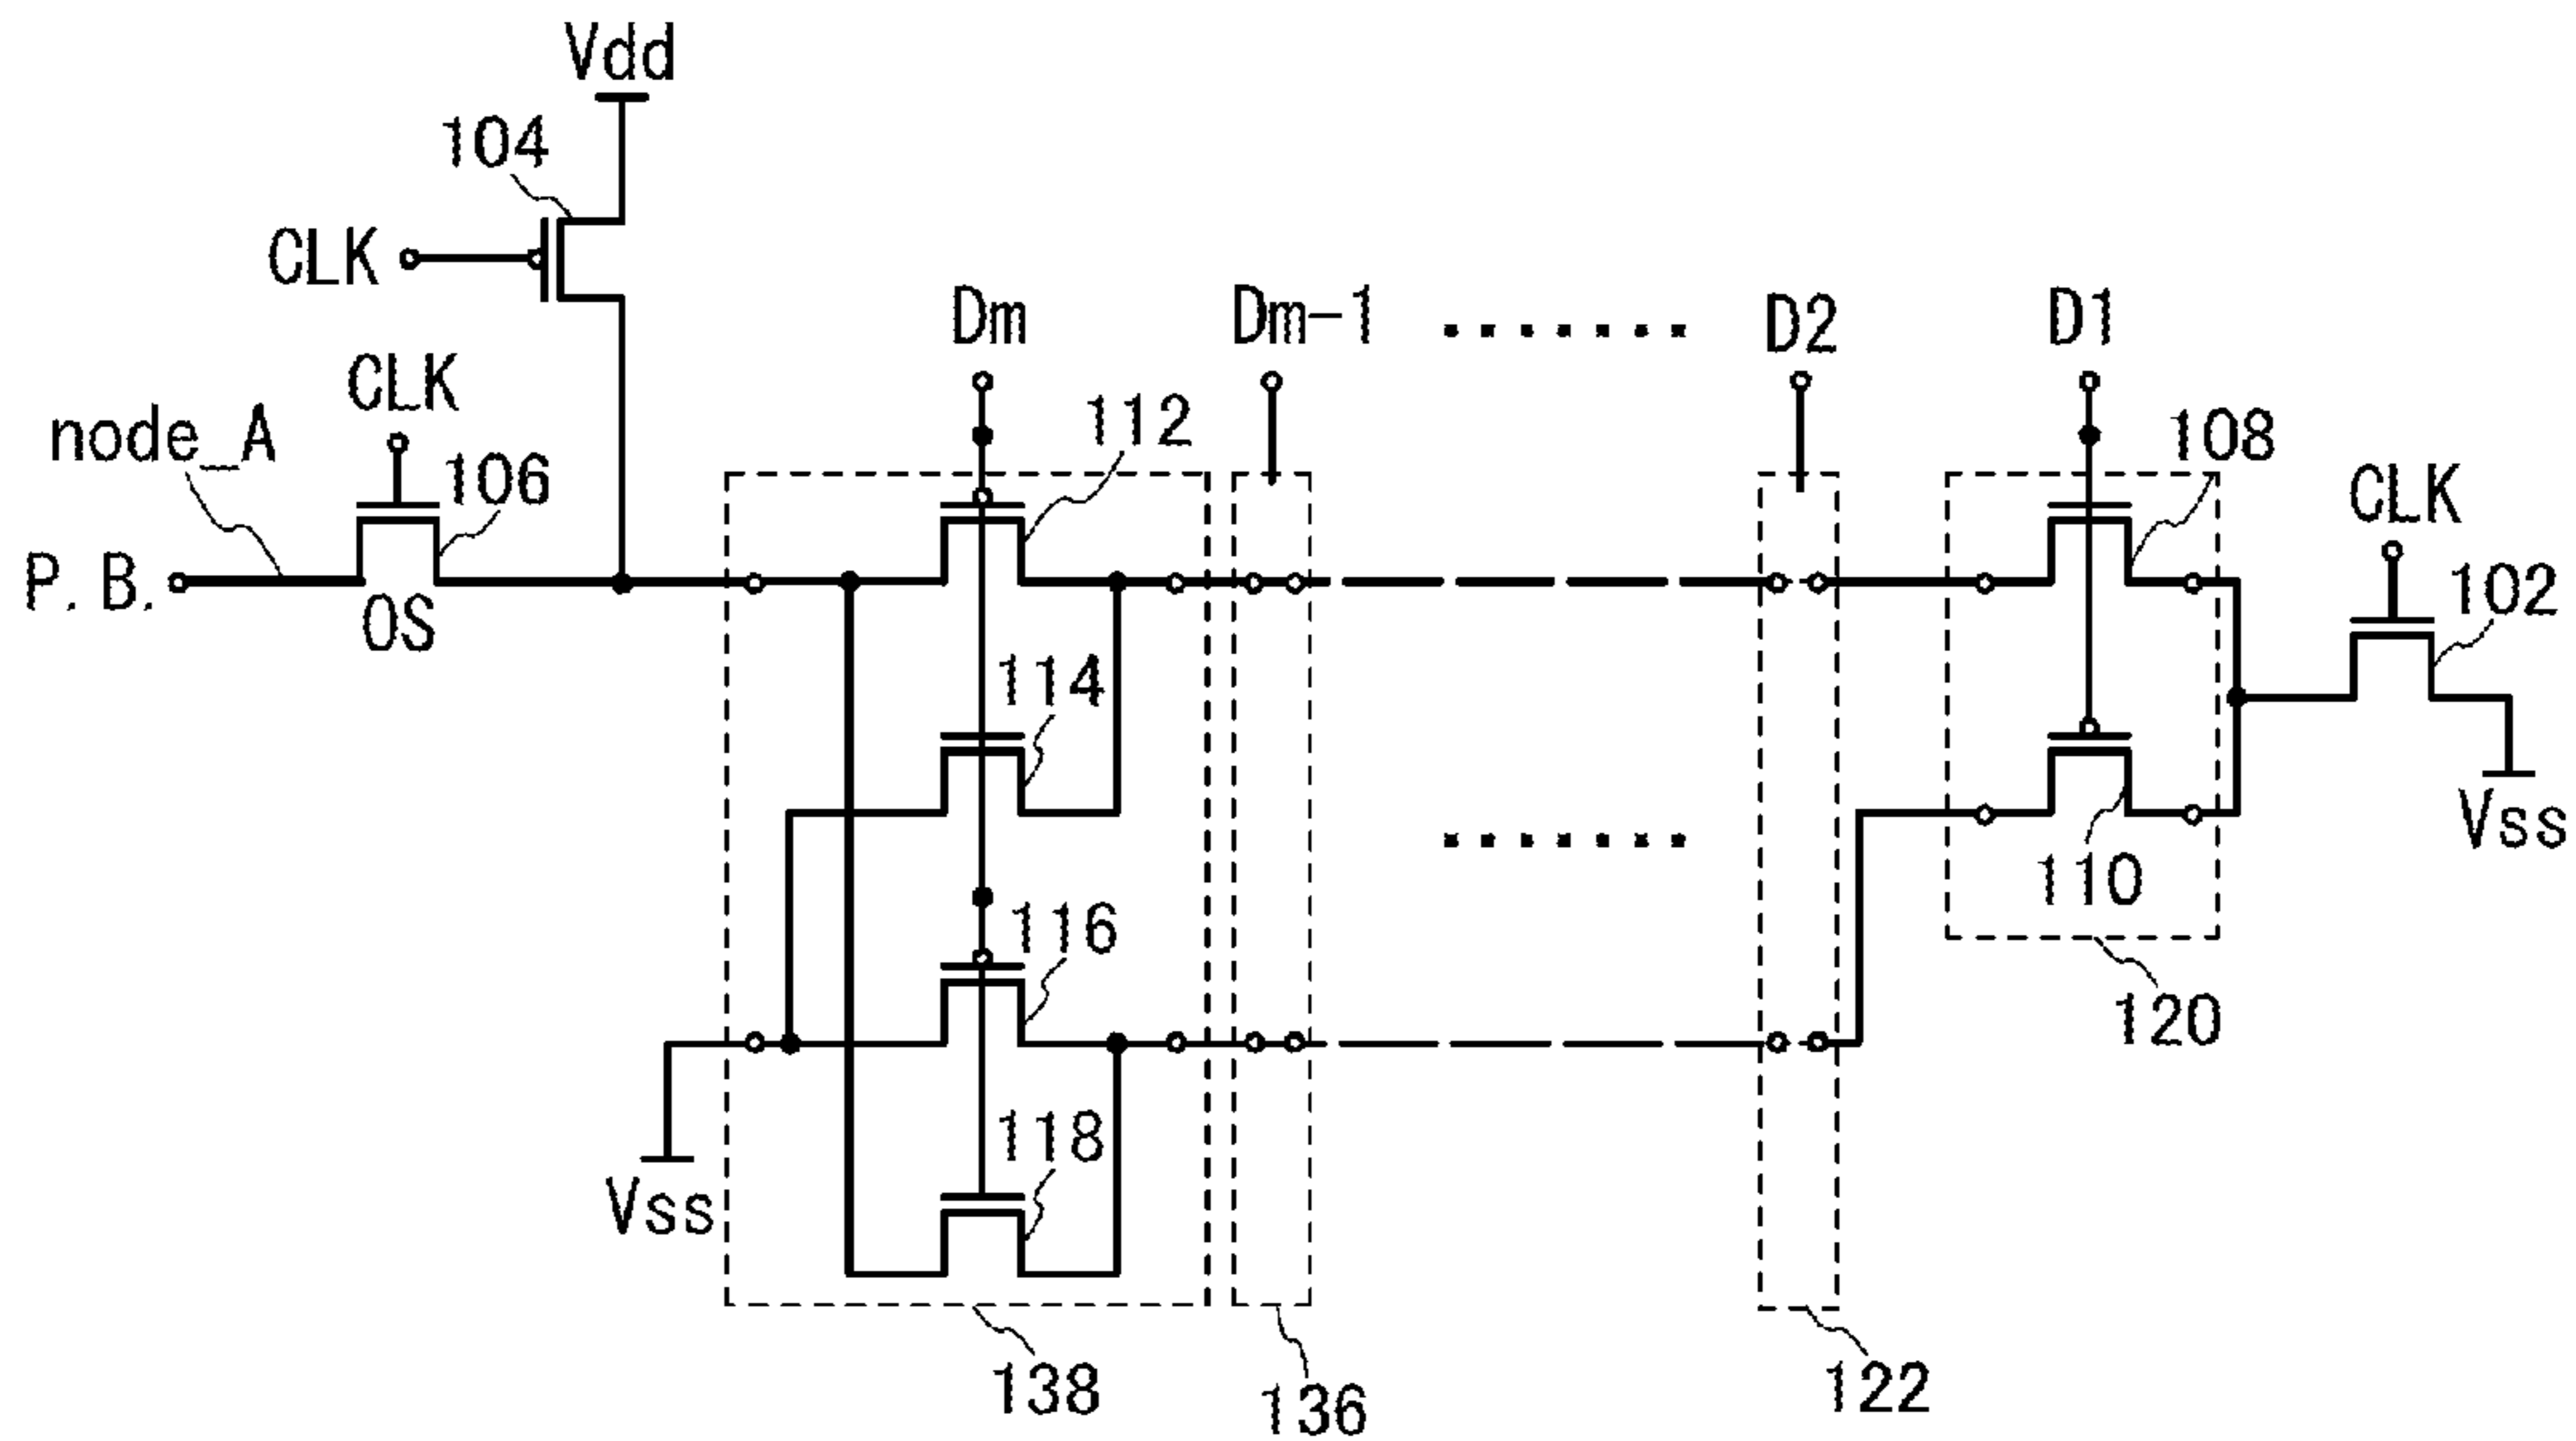 Vdd
104
CLK
Dm
Dm-1
.......
D2
D1
CLK
112
108
node_A
106
CLK
P.B.
OS
102
114
Vss
.......
110
116
120
118
Vss
138
136
122